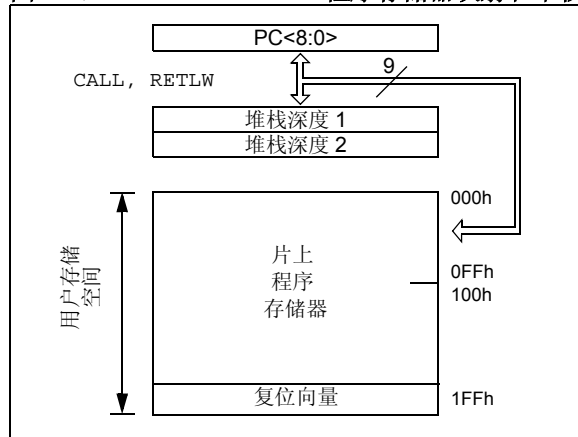 PC<8:0>
9
CALL, RETLW
堆栈深度 1
堆栈深度 2
000h
片上
程序
存储器
用户存储
空间
0FFh
100h
复位向量
1FFh